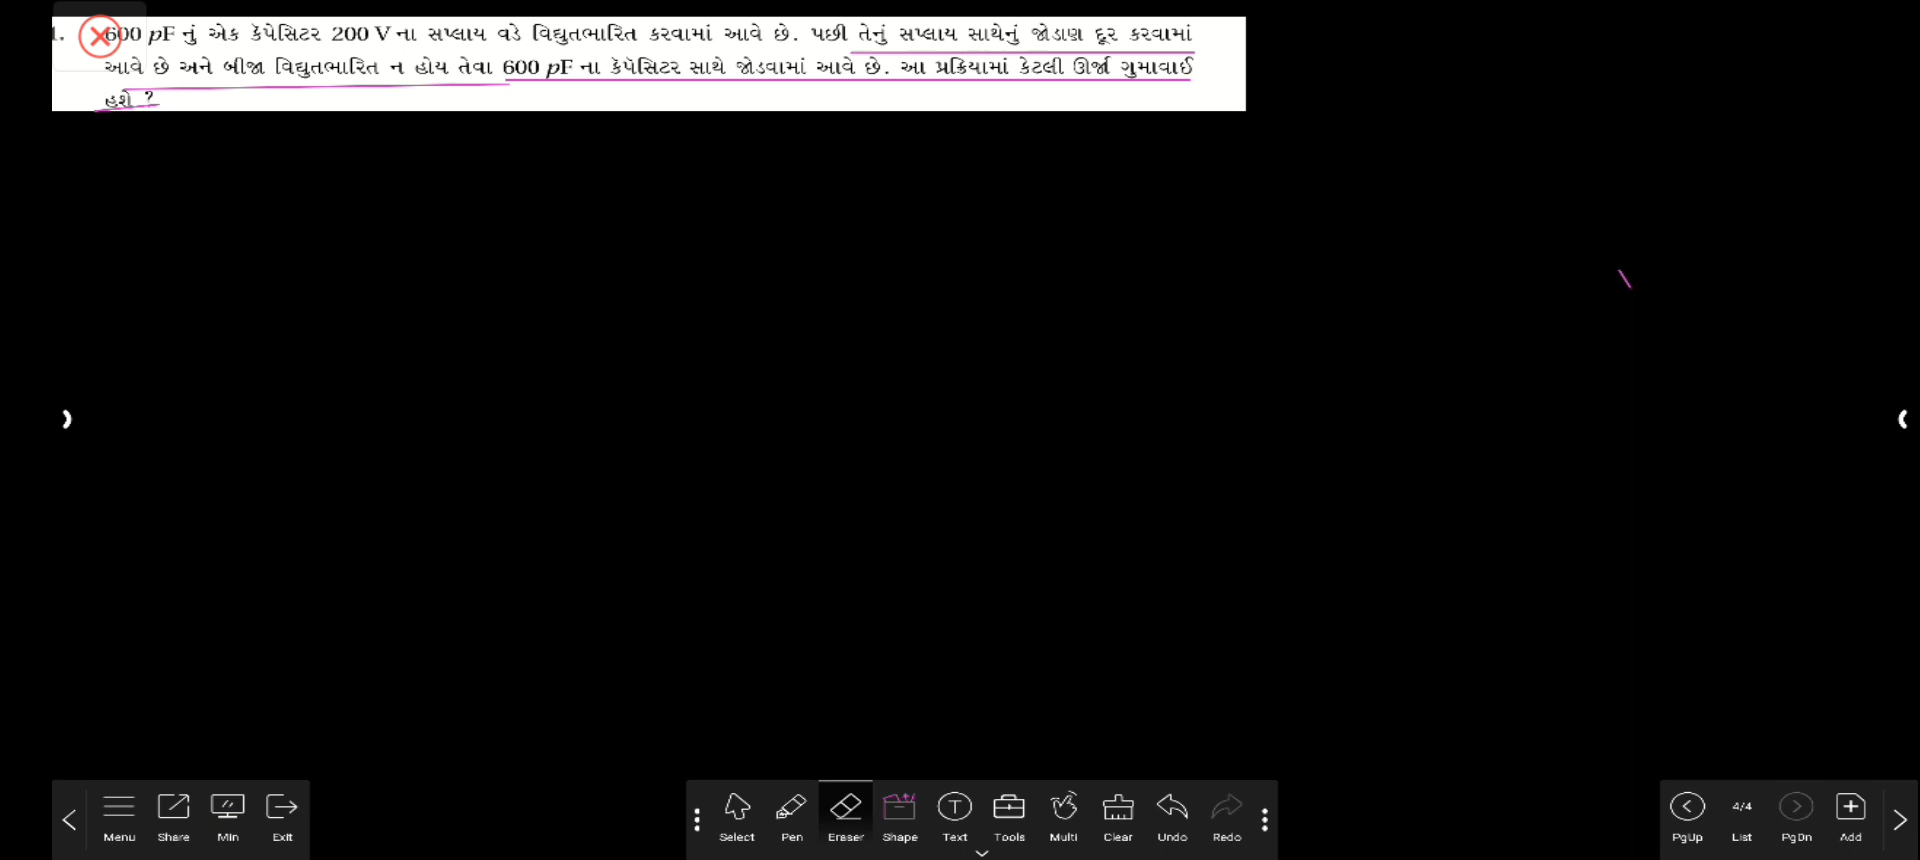 1. 600 pF નું એક કૅપેસિટર 200 V ના સપ્લાય વડે વિદ્યુતભારિત કરવામાં આવે છે. પછી તેનું સપ્લાય સાથેનું જોડાણ દૂર કરવામાં
આવે છે અને બીજા વિદ્યુતભારિત ન હોય તેવા 600 pF ના કૅપૅસિટર સાથે જોડવામાં આવે છે. આ પ્રક્રિયામાં કેટલી ઊર્જા ગુમાવાઈ
હશે ?
Menu Share Min Exit Select Pen Eraser Shape Text Tools Multi Clear Undo Redo PgUp 4/4 List PgDn Add